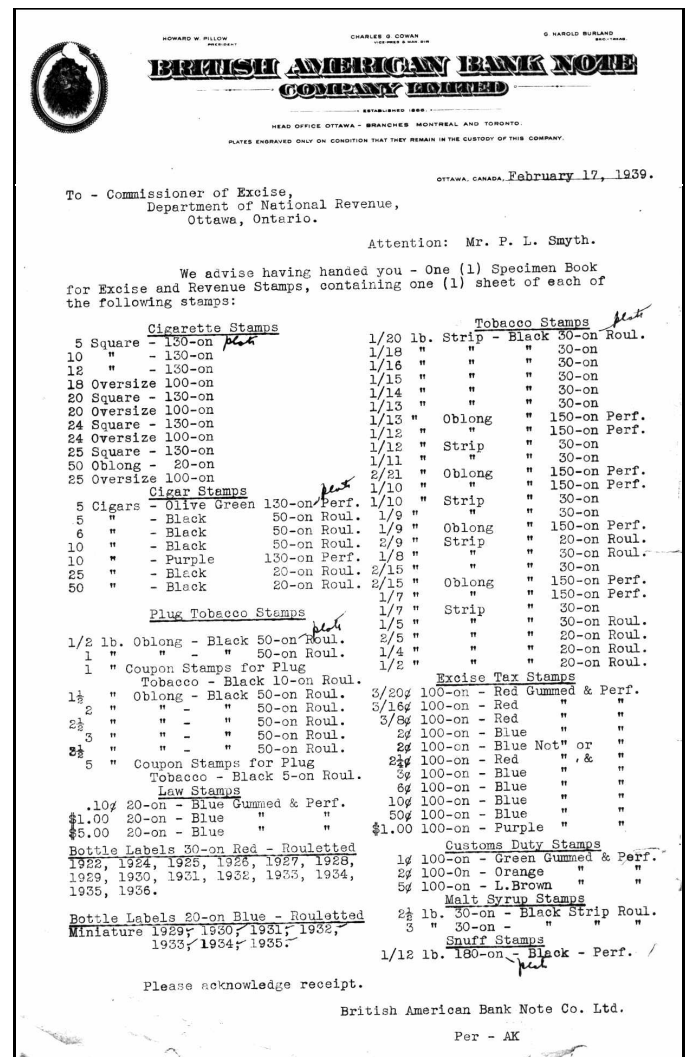 HOWARD W. PILLOW
PRESIDENT
CHARLES G. COWAN
VICE-PRES & MAN. DIR.
G HAROLD BURLAND
SEC.-TREAS.
BRITISH AMERICAN BANK NOTE
COMPANY LIMITED
ESTABLISHED 1866.
HEAD OFFICE OTTAWA - BRANCHES MONTREAL AND TORONTO.
PLATES ENGRAVED ONLY ON CONDITION THAT THEY REMAIN IN THE CUSTODY OF THIS COMPANY.
OTTAWA, CANADA, February 17, 1939.
To - Commissioner of Excise,
Department of National Revenue,
Ottawa, Ontario.
Attention: Mr. P. L. Smyth.
We advise having handed you - One (1) Specimen Book
for Excise and Revenue Stamps, containing one (1) sheet of each of
the following stamps:
Cigarette Stamps
5 Square - 130-on plate
10 " - 130-on
12 " - 130-on
18 Oversize 100-on
20 Square - 130-on
20 Oversize 100-on
24 Square - 130-on
24 Oversize 100-on
25 Square - 130-on
50 Oblong - 20-on
25 Oversize 100-on
Cigar Stamps
plate
5 Cigars - Olive Green 130-on Perf.
5 " - Black 50-on Roul.
6 " - Black 50-on Roul.
10 " - Black 50-on Roul.
10 " - Purple 130-on Perf.
25 " - Black 20-on Roul.
50 " - Black 20-on Roul.
Plug Tobacco Stamps
plate
1/2 lb. Oblong - Black 50-on Roul.
1 " " - " 50-on Roul.
1 " Coupon Stamps for Plug
Tobacco - Black 10-on Roul.
1½ " Oblong - Black 50-on Roul.
2 " " - " 50-on Roul.
2½ " " - " 50-on Roul.
3 " " - " 50-on Roul.
3½ " " - " 50-on Roul.
5 " Coupon Stamps for Plug
Tobacco - Black 5-on Roul.
Law Stamps
.10¢ 20-on - Blue Gummed & Perf.
$1.00 20-on - Blue " "
$5.00 20-on - Blue " "
Bottle Labels 30-on Red - Rouletted
1922, 1924, 1925, 1926, 1927, 1928,
1929, 1930, 1931, 1932, 1933, 1934,
1935, 1936.
Bottle Labels 20-on Blue - Rouletted
Miniature 1929, 1930, 1931, 1932,
1933, 1934, 1935.
Tobacco Stamps
plate
1/20 lb. Strip - Black 30-on Roul.
1/18 " " " 30-on
1/16 " " " 30-on
1/15 " " " 30-on
1/14 " " " 30-on
1/13 " " " 30-on
1/13 " Oblong " 150-on Perf.
1/12 " " " 150-on Perf.
1/12 " Strip " 30-on
1/11 " " " 30-on
2/21 " Oblong " 150-on Perf.
1/10 " " " 150-on Perf.
1/10 " Strip " 30-on
1/9 " " " 30-on
1/9 " Oblong " 150-on Perf.
2/9 " Strip " 20-on Roul.
1/8 " " " 30-on Roul.
2/15 " " " 30-on
2/15 " Oblong " 150-on Perf.
1/7 " " " 150-on Perf.
1/7 " Strip " 30-on
1/5 " " " 30-on Roul.
2/5 " " " 20-on Roul.
1/4 " " " 20-on Roul.
1/2 " " " 20-on Roul.
Excise Tax Stamps
3/20¢ 100-on - Red Gummed & Perf.
3/16¢ 100-on - Red " "
3/8¢ 100-on - Red " "
2¢ 100-on - Blue " "
2¢ 100-on - Blue Not" or "
2¼¢ 100-on - Red " , & "
3¢ 100-on - Blue " "
6¢ 100-on - Blue " "
10¢ 100-on - Blue " "
50¢ 100-on - Blue " "
$1.00 100-on - Purple " "
Customs Duty Stamps
1¢ 100-on - Green Gummed & Perf.
2¢ 100-0n - Orange " "
5¢ 100-on - L.Brown " "
Malt Syrup Stamps
2½ lb. 30-on - Black Strip Roul.
3 " 30-on - " " "
Snuff Stamps
1/12 lb. 180-on - Black - Perf.
plate
Please acknowledge receipt.
British American Bank Note Co. Ltd.
Per - AK